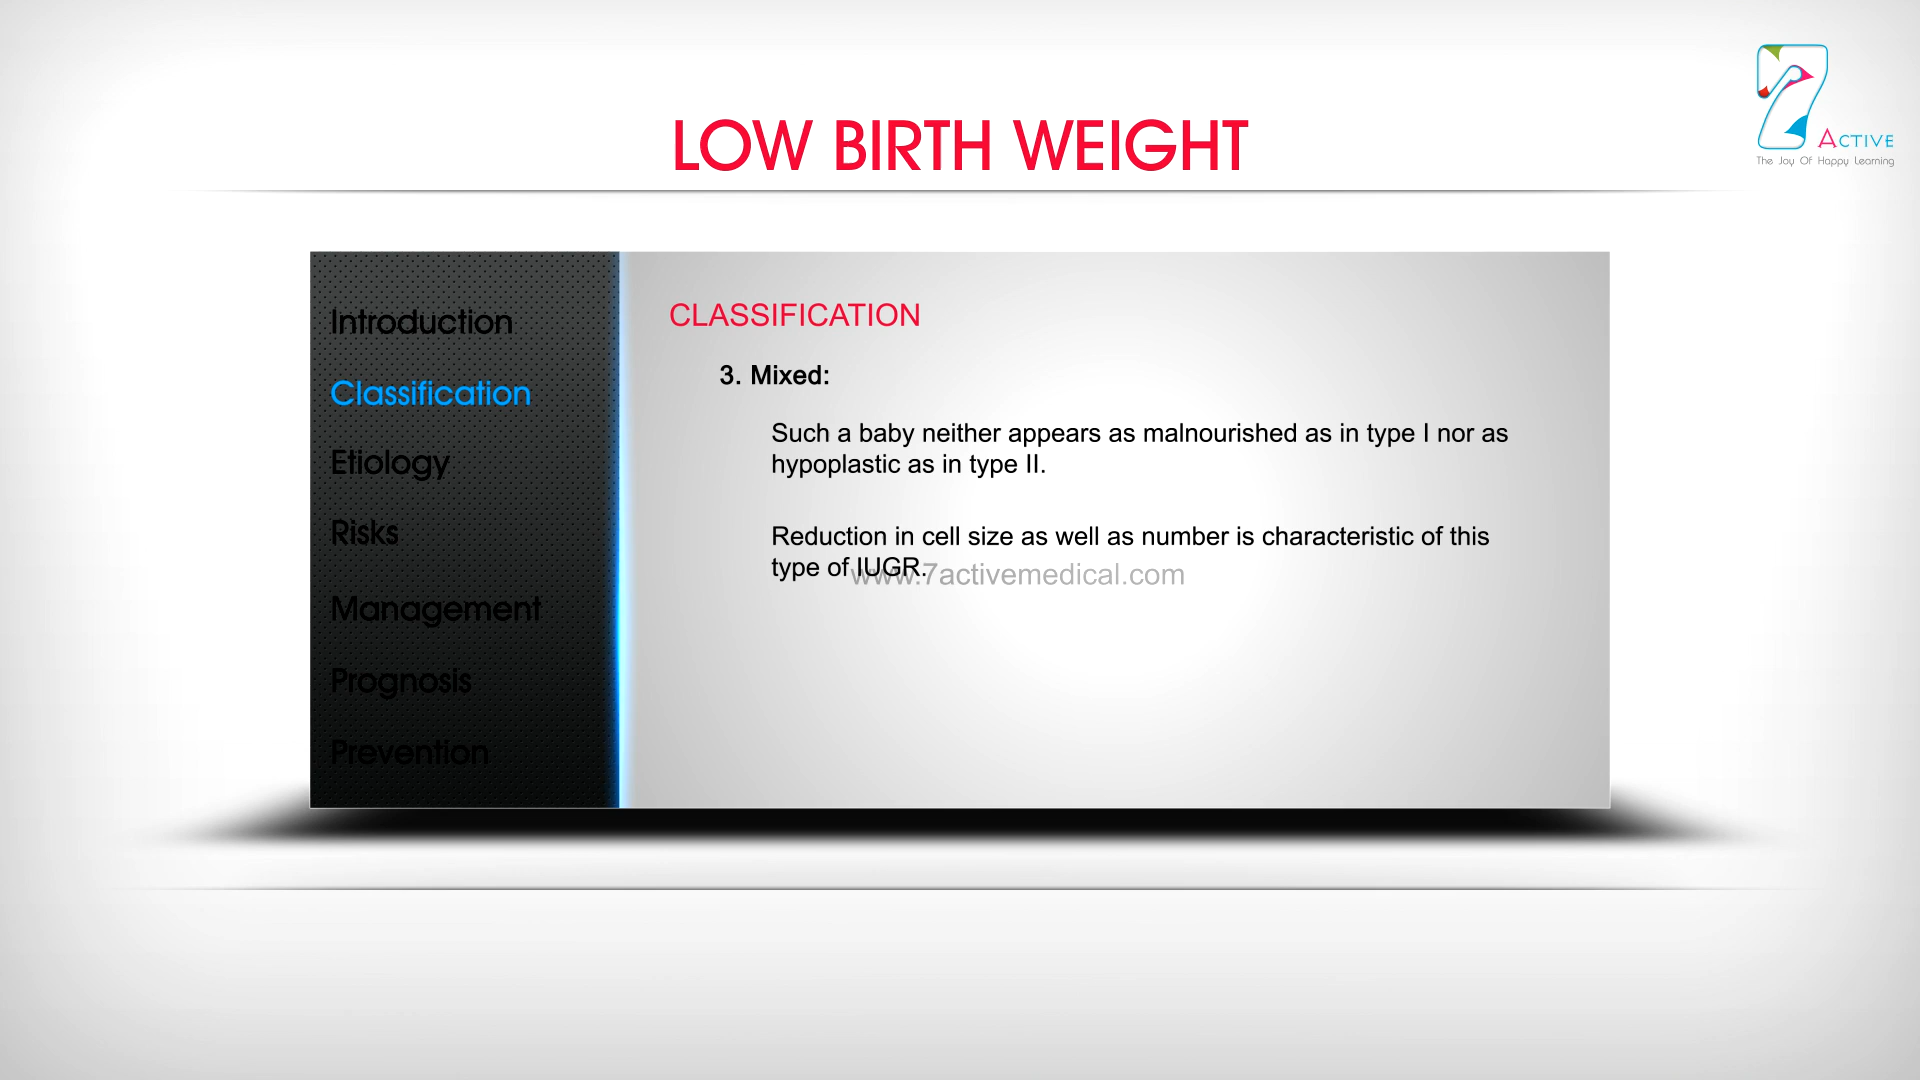 LOW BIRTH WEIGHT
7
ACTIVE
The Joy Of Happy Learning
Introduction
Classification
Etiology
Risks
Management
Prognosis
Prevention
CLASSIFICATION
3. Mixed:
Such a baby neither appears as malnourished as in type I nor as
hypoplastic as in type II.
Reduction in cell size as well as number is characteristic of this
type of IUGR.
www.7activemedical.com